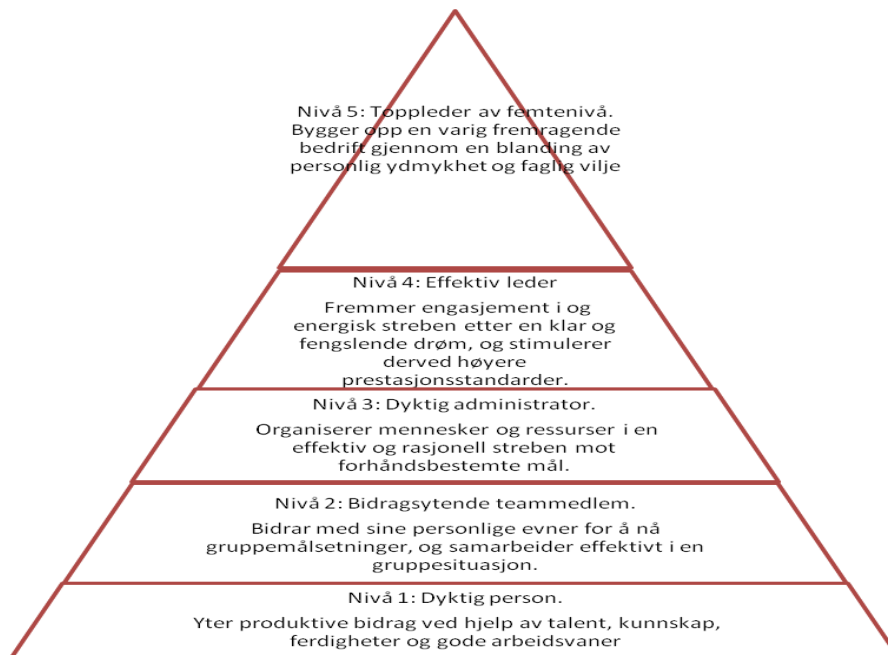 Nivå 5: Toppleder av femtenivå.
Bygger opp en varig fremragende
bedrift gjennom en blanding av
personlig ydmykhet og faglig vilje
Nivå 4: Effektiv leder
Fremmer engasjement i og
energisk streben etter en klar og
fengslende drøm, og stimulerer
derved høyere
prestasjonsstandarder.
Nivå 3: Dyktig administrator.
Organiserer mennesker og ressurser i en
effektiv og rasjonell streben mot
forhåndsbestemte mål.
Nivå 2: Bidragsytende teammedlem.
Bidrar med sine personlige evner for å nå
gruppemålsetninger, og samarbeider effektivt i en
gruppesituasjon.
Nivå 1: Dyktig person.
Yter produktive bidrag ved hjelp av talent, kunnskap,
ferdigheter og gode arbeidsvaner